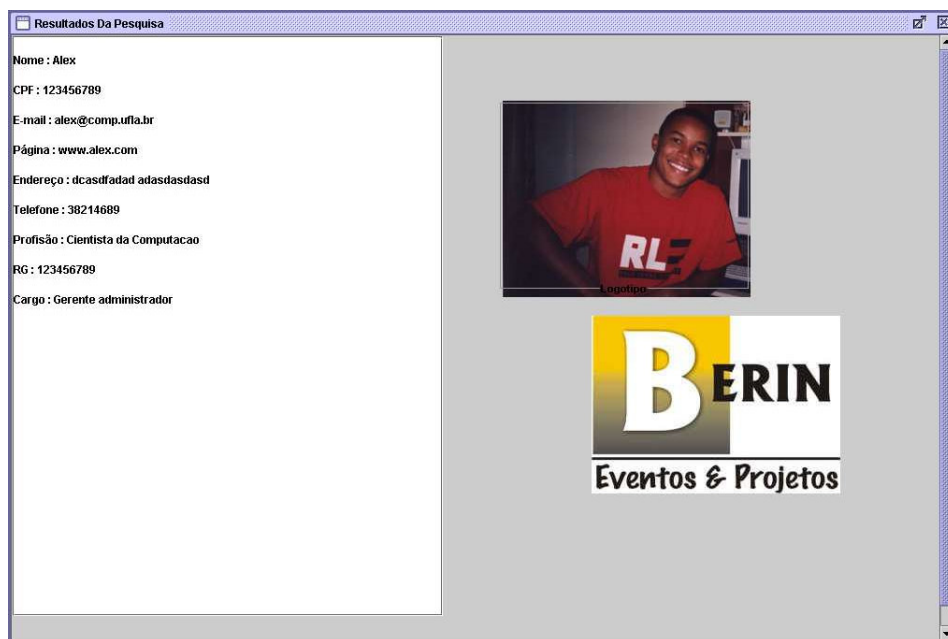 Resultados Da Pesquisa
Nome : Alex
CPF : 123456789
E-mail : alex@comp.ufla.br
Página : www.alex.com
Endereço : dcasdfadad adasdasdasd
Telefone : 38214689
Profisão : Cientista da Computacao
RG : 123456789
Cargo : Gerente administrador
RLE
Logotipo
BERIN
Eventos & Projetos